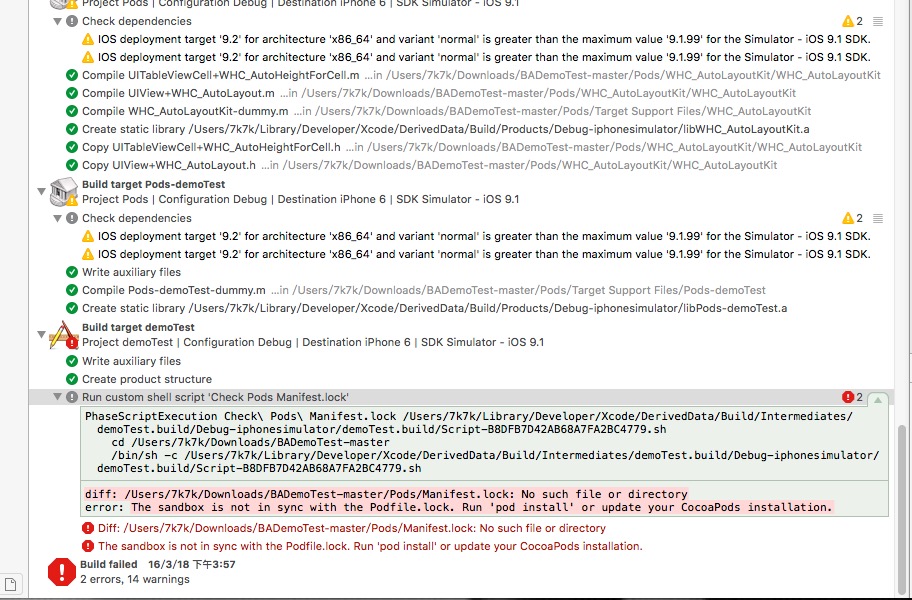 Project Pods | Configuration Debug | Destination iPhone 6 | SDK Simulator - iOS 9.1
Check dependencies 2
IOS deployment target '9.2' for architecture 'x86_64' and variant 'normal' is greater than the maximum value '9.1.99' for the Simulator - iOS 9.1 SDK.
IOS deployment target '9.2' for architecture 'x86_64' and variant 'normal' is greater than the maximum value '9.1.99' for the Simulator - iOS 9.1 SDK.
Compile UITableViewCell+WHC_AutoHeightForCell.m ...in /Users/7k7k/Downloads/BADemoTest-master/Pods/WHC_AutoLayoutKit/WHC_AutoLayoutKit
Compile UIView+WHC_AutoLayout.m ...in /Users/7k7k/Downloads/BADemoTest-master/Pods/WHC_AutoLayoutKit/WHC_AutoLayoutKit
Compile WHC_AutoLayoutKit-dummy.m ...in /Users/7k7k/Downloads/BADemoTest-master/Pods/Target Support Files/WHC_AutoLayoutKit
Create static library /Users/7k7k/Library/Developer/Xcode/DerivedData/Build/Products/Debug-iphonesimulator/libWHC_AutoLayoutKit.a
Copy UITableViewCell+WHC_AutoHeightForCell.h ...in /Users/7k7k/Downloads/BADemoTest-master/Pods/WHC_AutoLayoutKit/WHC_AutoLayoutKit
Copy UIView+WHC_AutoLayout.h ...in /Users/7k7k/Downloads/BADemoTest-master/Pods/WHC_AutoLayoutKit/WHC_AutoLayoutKit
Build target Pods-demoTest
Project Pods | Configuration Debug | Destination iPhone 6 | SDK Simulator - iOS 9.1
Check dependencies 2
IOS deployment target '9.2' for architecture 'x86_64' and variant 'normal' is greater than the maximum value '9.1.99' for the Simulator - iOS 9.1 SDK.
IOS deployment target '9.2' for architecture 'x86_64' and variant 'normal' is greater than the maximum value '9.1.99' for the Simulator - iOS 9.1 SDK.
Write auxiliary files
Compile Pods-demoTest-dummy.m ...in /Users/7k7k/Downloads/BADemoTest-master/Pods/Target Support Files/Pods-demoTest
Create static library /Users/7k7k/Library/Developer/Xcode/DerivedData/Build/Products/Debug-iphonesimulator/libPods-demoTest.a
Build target demoTest
Project demoTest | Configuration Debug | Destination iPhone 6 | SDK Simulator - iOS 9.1
Write auxiliary files
Create product structure
Run custom shell script 'Check Pods Manifest.lock' 2
PhaseScriptExecution Check\ Pods\ Manifest.lock /Users/7k7k/Library/Developer/Xcode/DerivedData/Build/Intermediates/
demoTest.build/Debug-iphonesimulator/demoTest.build/Script-B8DFB7D42AB68A7FA2BC4779.sh
cd /Users/7k7k/Downloads/BADemoTest-master
/bin/sh -c /Users/7k7k/Library/Developer/Xcode/DerivedData/Build/Intermediates/demoTest.build/Debug-iphonesimulator/
demoTest.build/Script-B8DFB7D42AB68A7FA2BC4779.sh
diff: /Users/7k7k/Downloads/BADemoTest-master/Pods/Manifest.lock: No such file or directory
error: The sandbox is not in sync with the Podfile.lock. Run 'pod install' or update your CocoaPods installation.
Diff: /Users/7k7k/Downloads/BADemoTest-master/Pods/Manifest.lock: No such file or directory
The sandbox is not in sync with the Podfile.lock. Run 'pod install' or update your CocoaPods installation.
Build failed 16/3/18 下午3:57
2 errors, 14 warnings